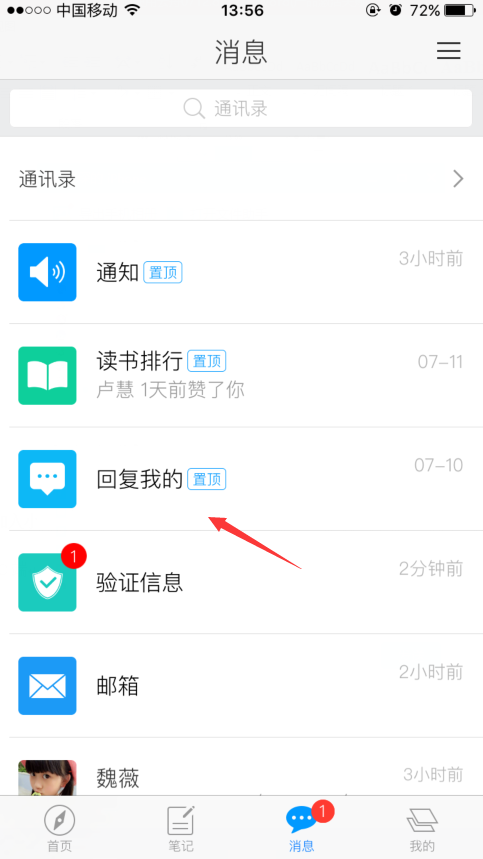 中国移动 13:56 72%
消息
通讯录
通讯录
通知 置顶 3小时前
读书排行 置顶 07-11
卢慧 1天前赞了你
回复我的 置顶 07-10
1
验证信息 2分钟前
邮箱 2小时前
魏薇 3小时前
1
首页 笔记 消息 我的